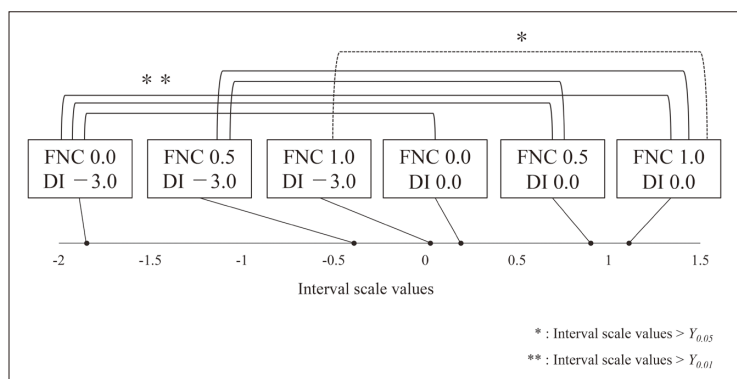 *
* *
FNC 0.0 FNC 0.5 FNC 1.0 FNC 0.0 FNC 0.5 FNC 1.0
DI －3.0 DI －3.0 DI －3.0 DI 0.0 DI 0.0 DI 0.0
-2 -1.5 -1 -0.5 0 0.5 1 1.5
Interval scale values
* : Interval scale values > Y0.05
** : Interval scale values > Y0.01